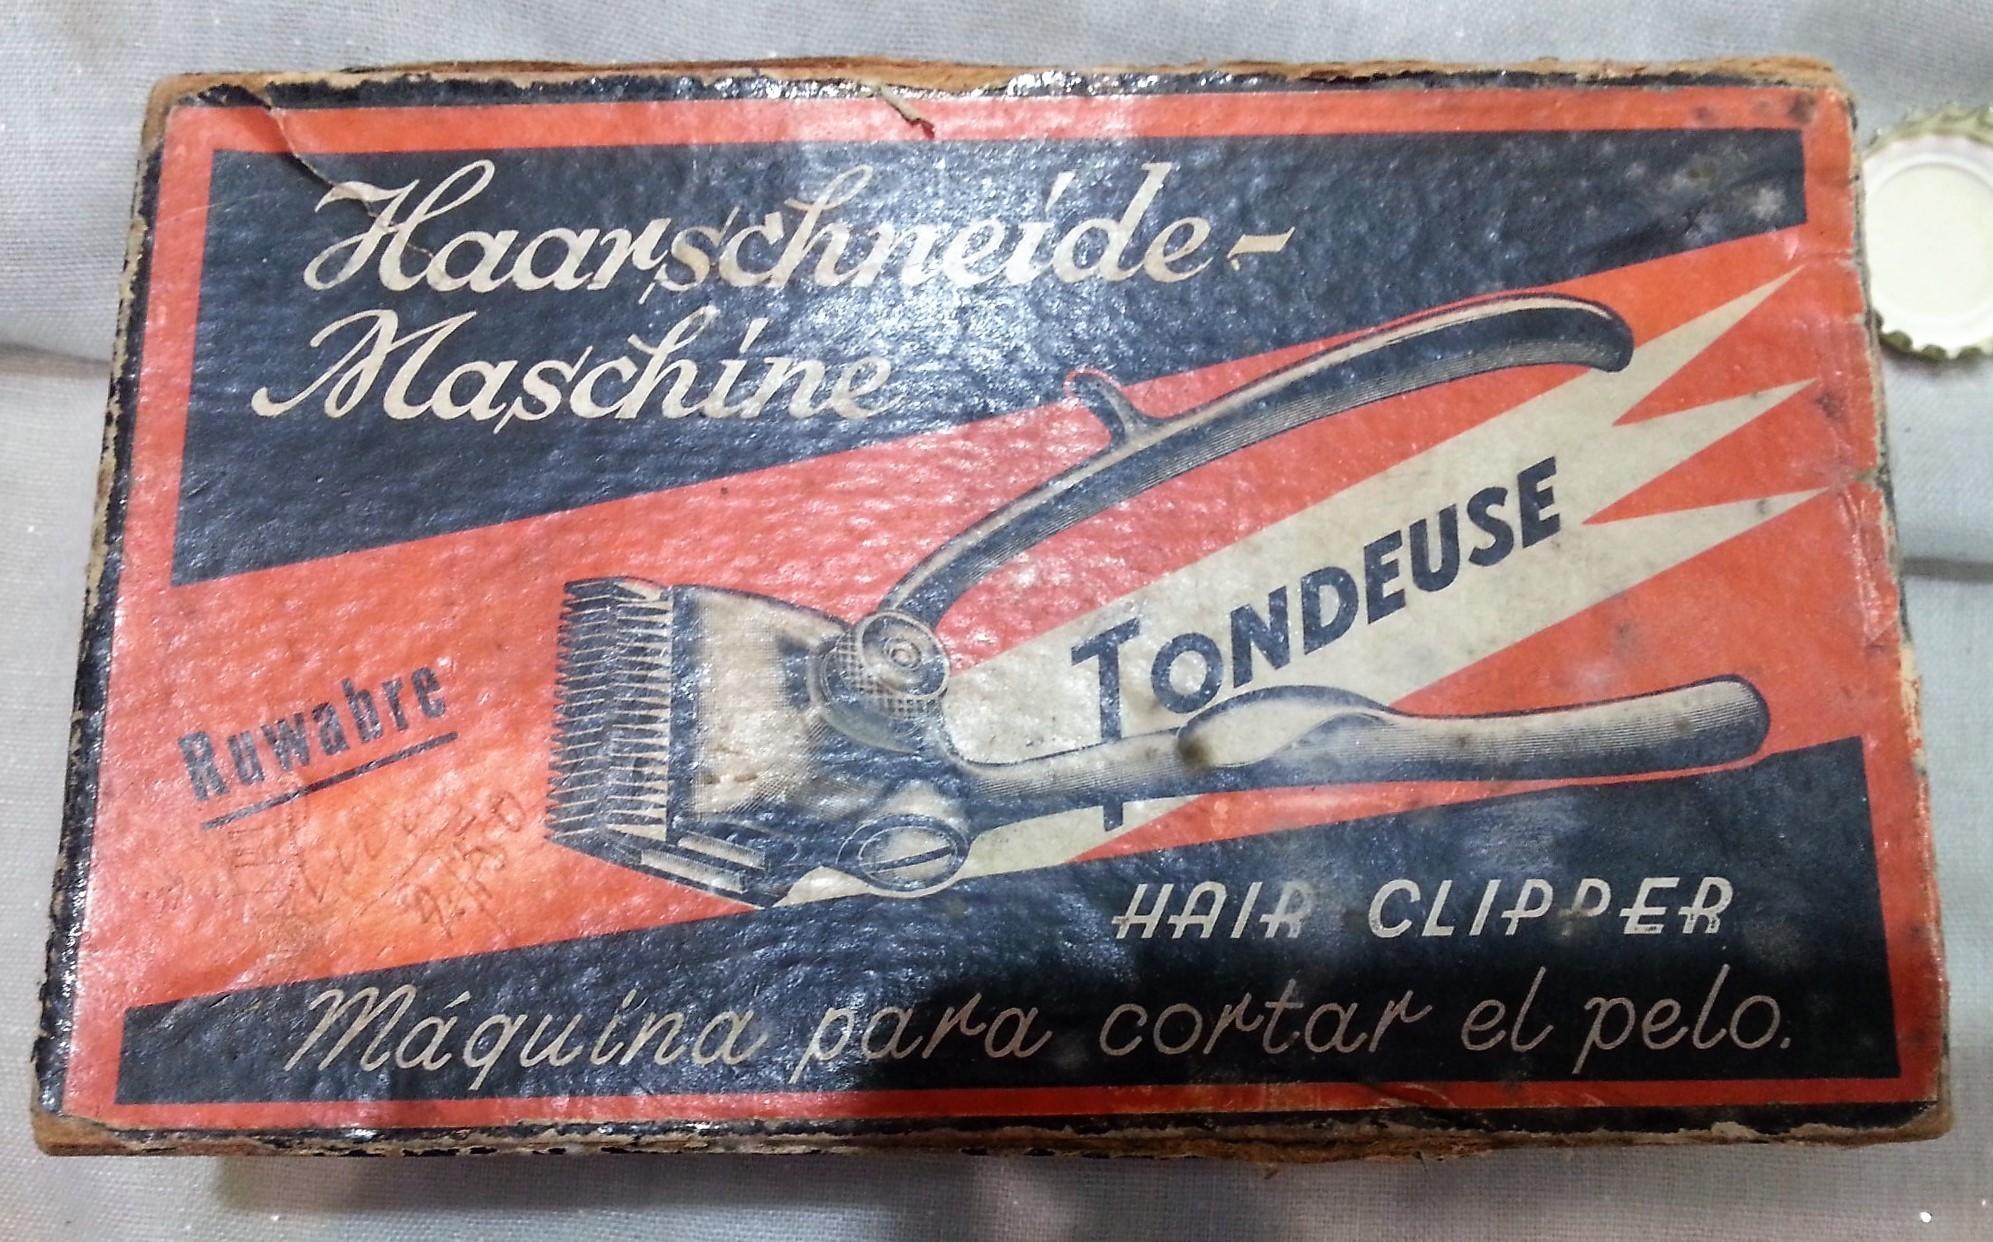 Haarschneide-
Maschine
TONDEUSE
Ruwabre
HAIR CLIPPER
Máquina para cortar el pelo.